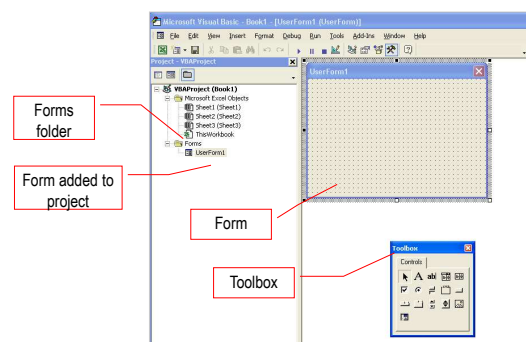 Microsoft Visual Basic - Book1 - [UserForm1 (UserForm)]
File Edit View Insert Format Debug Run Tools Add-Ins Window Help
Project - VBAProject
UserForm1
VBAProject (Book1)
Microsoft Excel Objects
Sheet1 (Sheet1)
Sheet2 (Sheet2)
Sheet3 (Sheet3)
ThisWorkbook
Forms
UserForm1
Forms
folder
Form added to
project
Form
Toolbox
Toolbox
Controls
A abl